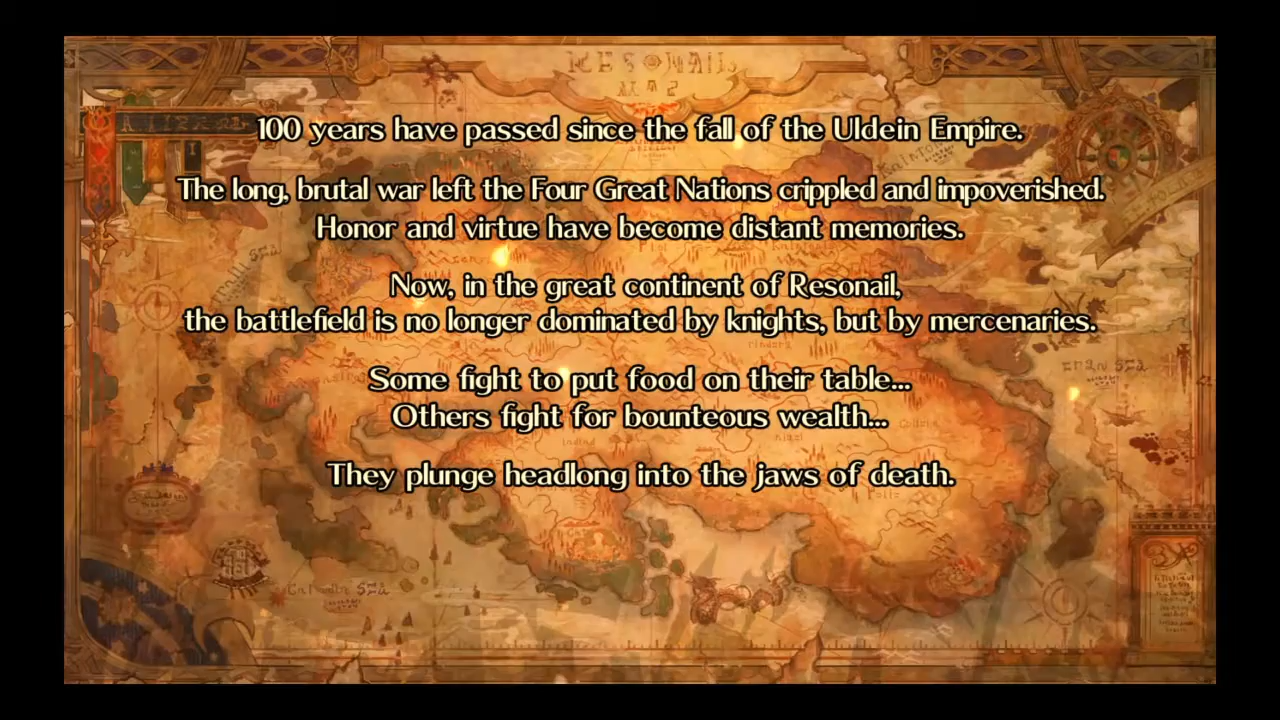 100 years have passed since the fall of the Uldein Empire.
The long, brutal war left the Four Great Nations crippled and impoverished.
Honor and virtue have become distant memories.
Now, in the great continent of Resonail,
the battlefield is no longer dominated by knights, but by mercenaries.
Some fight to put food on their table...
Others fight for bounteous wealth...
They plunge headlong into the jaws of death.